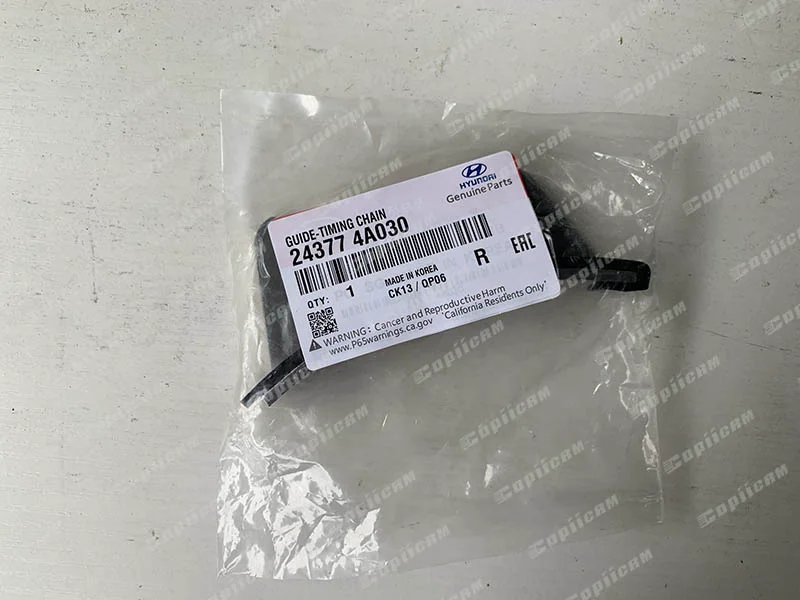 HYUNDAI
Genuine Parts
GUIDE-TIMING CHAIN
24377 4A030
QTY: 1
MADE IN KOREA
CK13 / QP06
R
EAC
WARNING: Cancer and Reproductive Harm
www.P65warnings.ca.gov "California Residents Only"
Copiicam